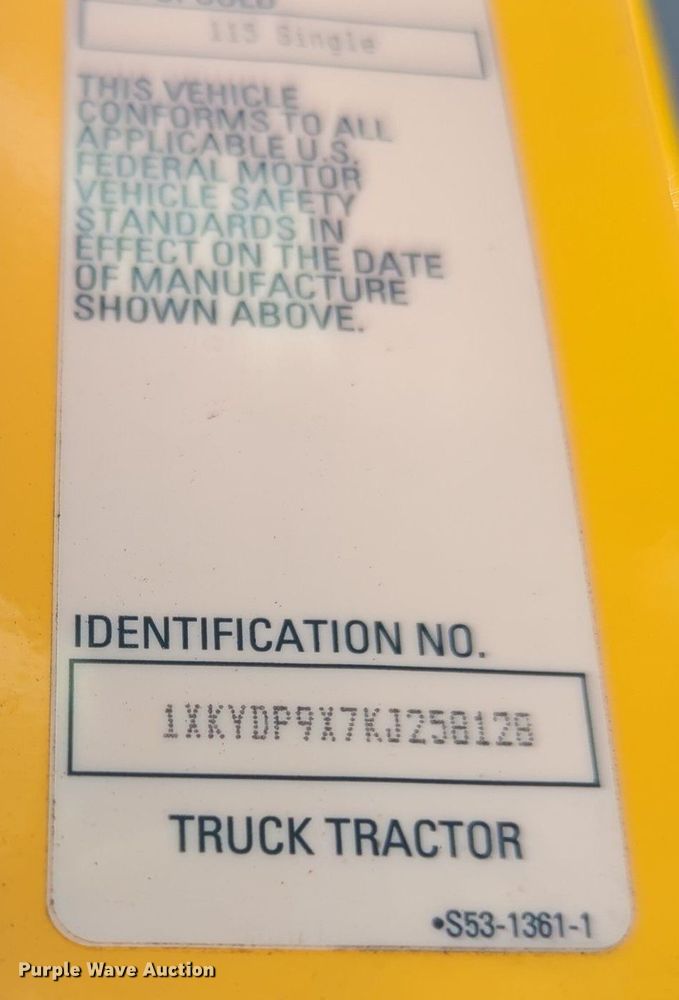 115 Single
THIS VEHICLE
CONFORMS TO ALL
APPLICABLE U.S.
FEDERAL MOTOR
VEHICLE SAFETY
STANDARDS IN
EFFECT ON THE DATE
OF MANUFACTURE
SHOWN ABOVE.
IDENTIFICATION NO.
1XKYDP9X7KJ258128
TRUCK TRACTOR
•S53-1361-1
Purple Wave Auction